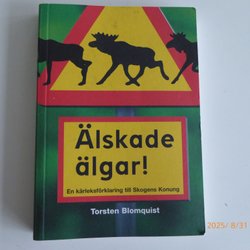 Älskade
älgar!
En kärleksförklaring till Skogens Konung
Torsten Blomquist
2025/ 8/31